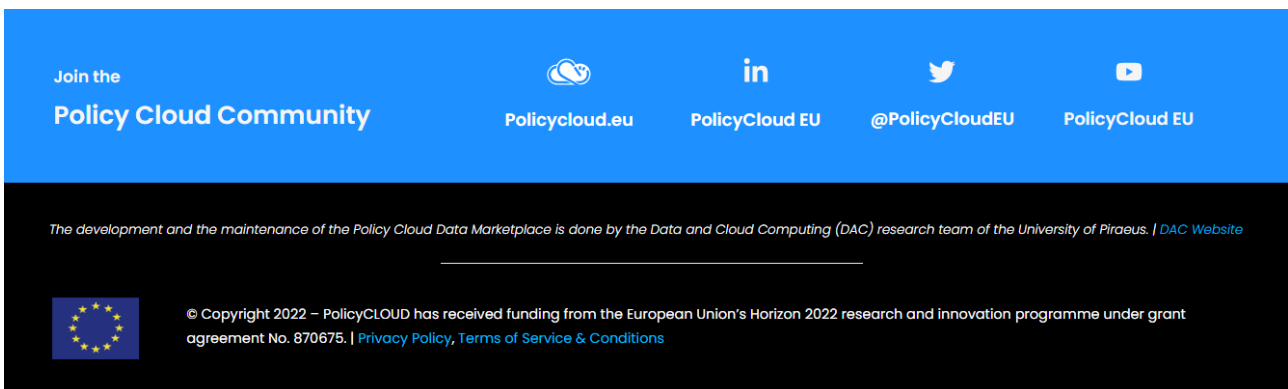 Join the
Policy Cloud Community
Policycloud.eu
PolicyCloud EU
@PolicyCloudEU
PolicyCloud EU
The development and the maintenance of the Policy Cloud Data Marketplace is done by the Data and Cloud Computing (DAC) research team of the University of Piraeus. | DAC Website
© Copyright 2022 – PolicyCLOUD has received funding from the European Union’s Horizon 2022 research and innovation programme under grant
agreement No. 870675. | Privacy Policy, Terms of Service & Conditions